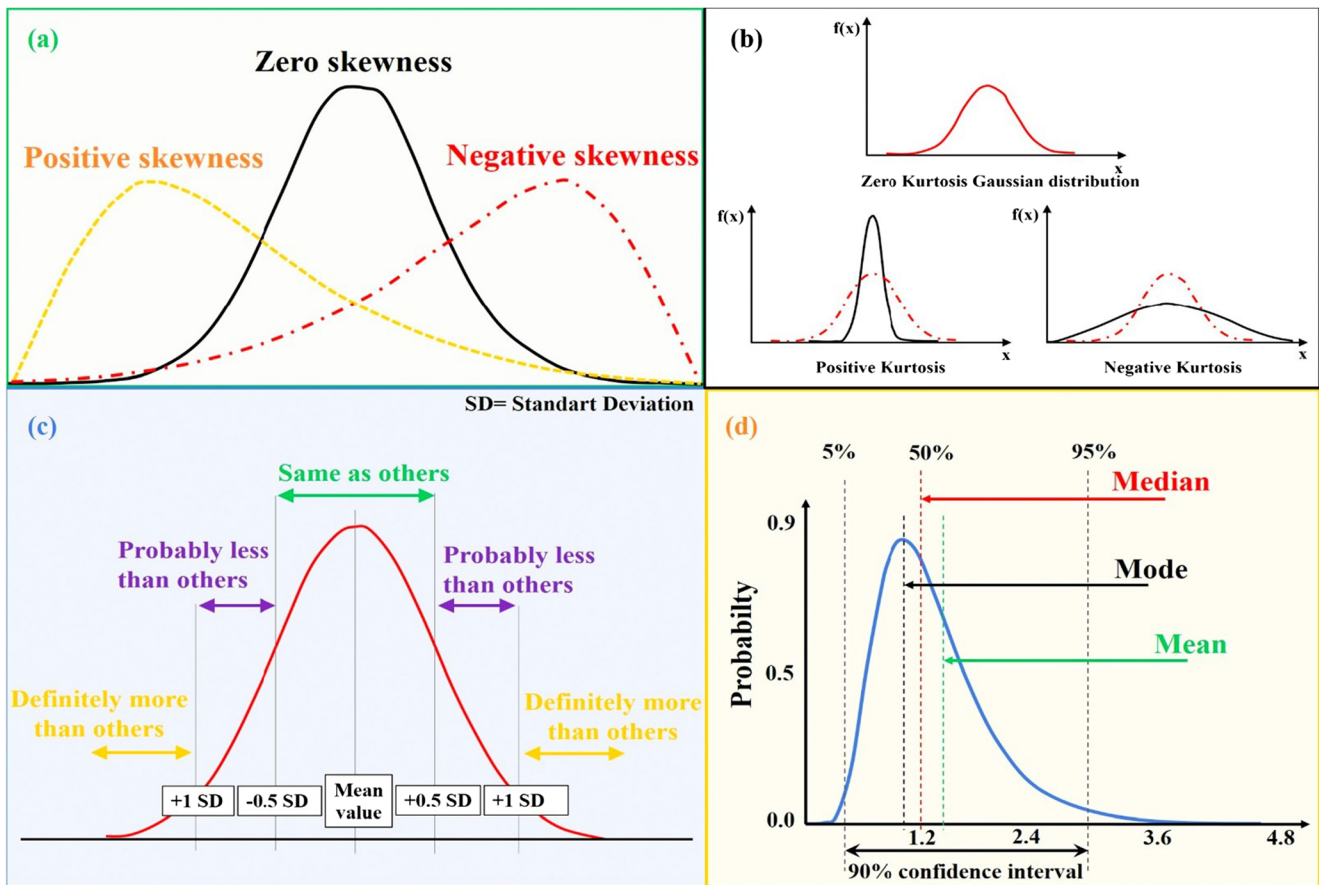 (a)
Zero skewness
Positive skewness
Negative skewness
(b)
f(x)
x
Zero Kurtosis Gaussian distribution
f(x)
x
Positive Kurtosis
f(x)
x
Negative Kurtosis
(c)
SD= Standart Deviation
Same as others
Probably less
than others
Probably less
than others
Definitely more
than others
Definitely more
than others
+1 SD
-0.5 SD
Mean
value
+0.5 SD
+1 SD
(d)
5%
50%
95%
Median
Mode
Mean
Probabilty
0.9
0.5
0.0
1.2
2.4
3.6
4.8
90% confidence interval